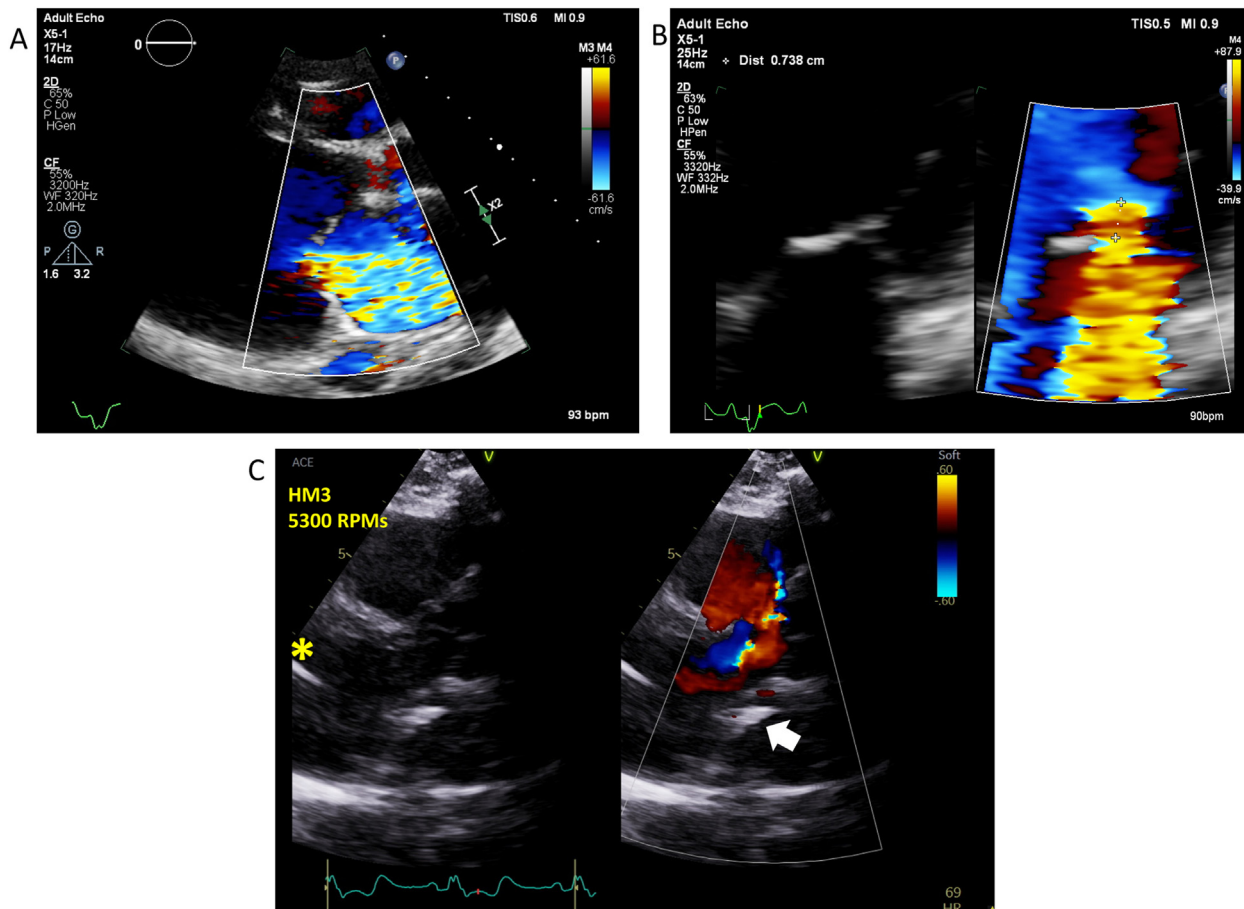 A
Adult Echo
X5-1
17Hz
14cm
2D
65%
C 50
P Low
HGen
CF
55%
3200Hz
WF 320Hz
2.0MHz
G
P R
1.6 3.2
0
TIS0.6 MI 0.9
P
M3 M4
+61.6
-61.6
cm/s
X2
93 bpm
B
Adult Echo
X5-1
25Hz
14cm
2D
63%
C 50
P Low
HPen
CF
55%
3320Hz
WF 332Hz
2.0MHz
Dist 0.738 cm
TIS0.5 MI 0.9
M4
+87.9
-39.9
cm/s
90bpm
C
ACE
HM3
5300 RPMs
*
5
V
V
5
Soft
.60
-.60
69